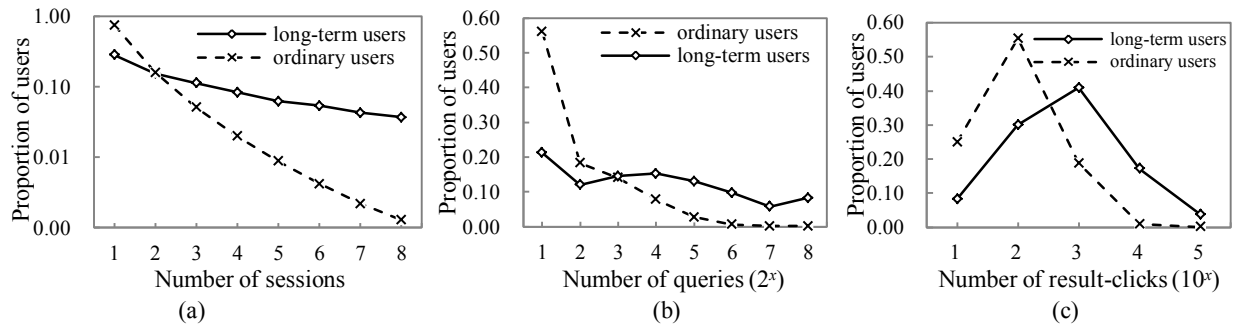 Proportion of users
1.00
0.10
0.01
0.00
long-term users
ordinary users
1 2 3 4 5 6 7 8
Number of sessions
(a)
Proportion of users
0.60
0.50
0.40
0.30
0.20
0.10
0.00
ordinary users
long-term users
1 2 3 4 5 6 7 8
Number of queries (2ˣ)
(b)
Proportion of users
0.60
0.50
0.40
0.30
0.20
0.10
0.00
long-term users
ordinary users
1 2 3 4 5
Number of result-clicks (10ˣ)
(c)